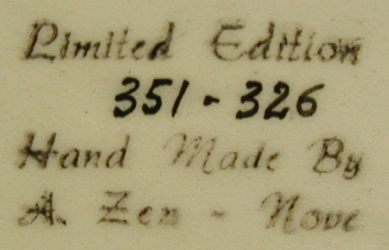 Limited Edition
351-326
Hand Made By
A. Zen - Nove